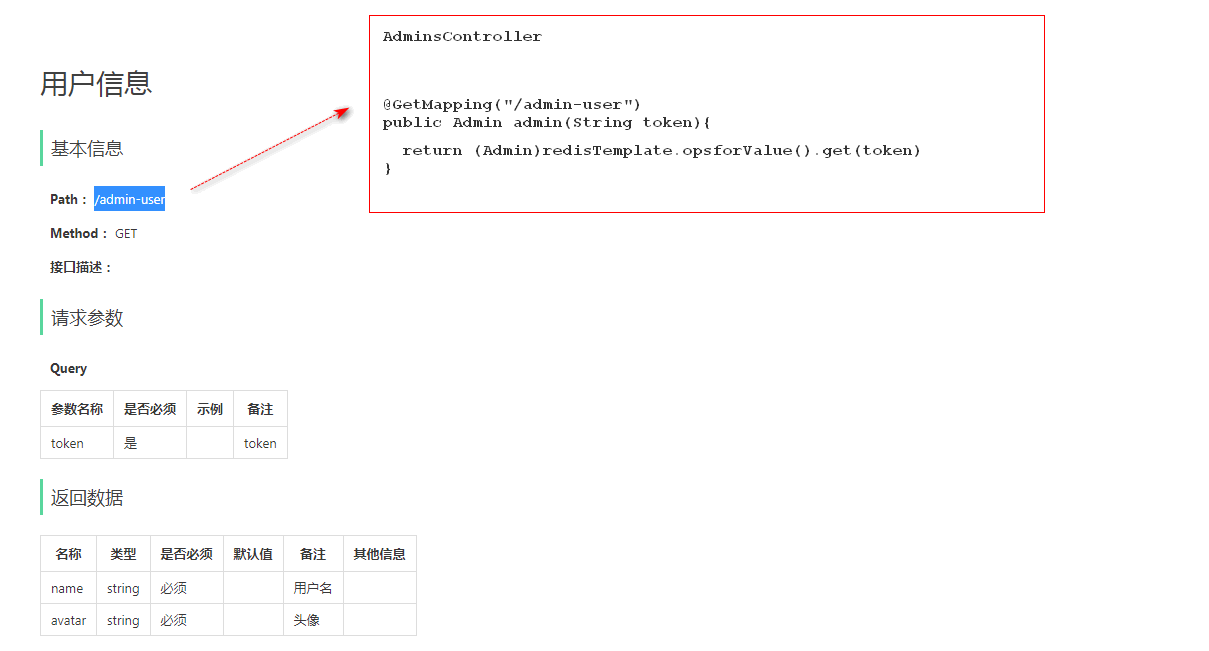 AdminsController
用户信息
@GetMapping("/admin-user")
public Admin admin(String token){
return (Admin)redisTemplate.opsforValue().get(token)
}
基本信息
Path： /admin-user
Method： GET
接口描述：
请求参数
Query
参数名称 是否必须 示例 备注
token 是 token
返回数据
名称 类型 是否必须 默认值 备注 其他信息
name string 必须 用户名
avatar string 必须 头像